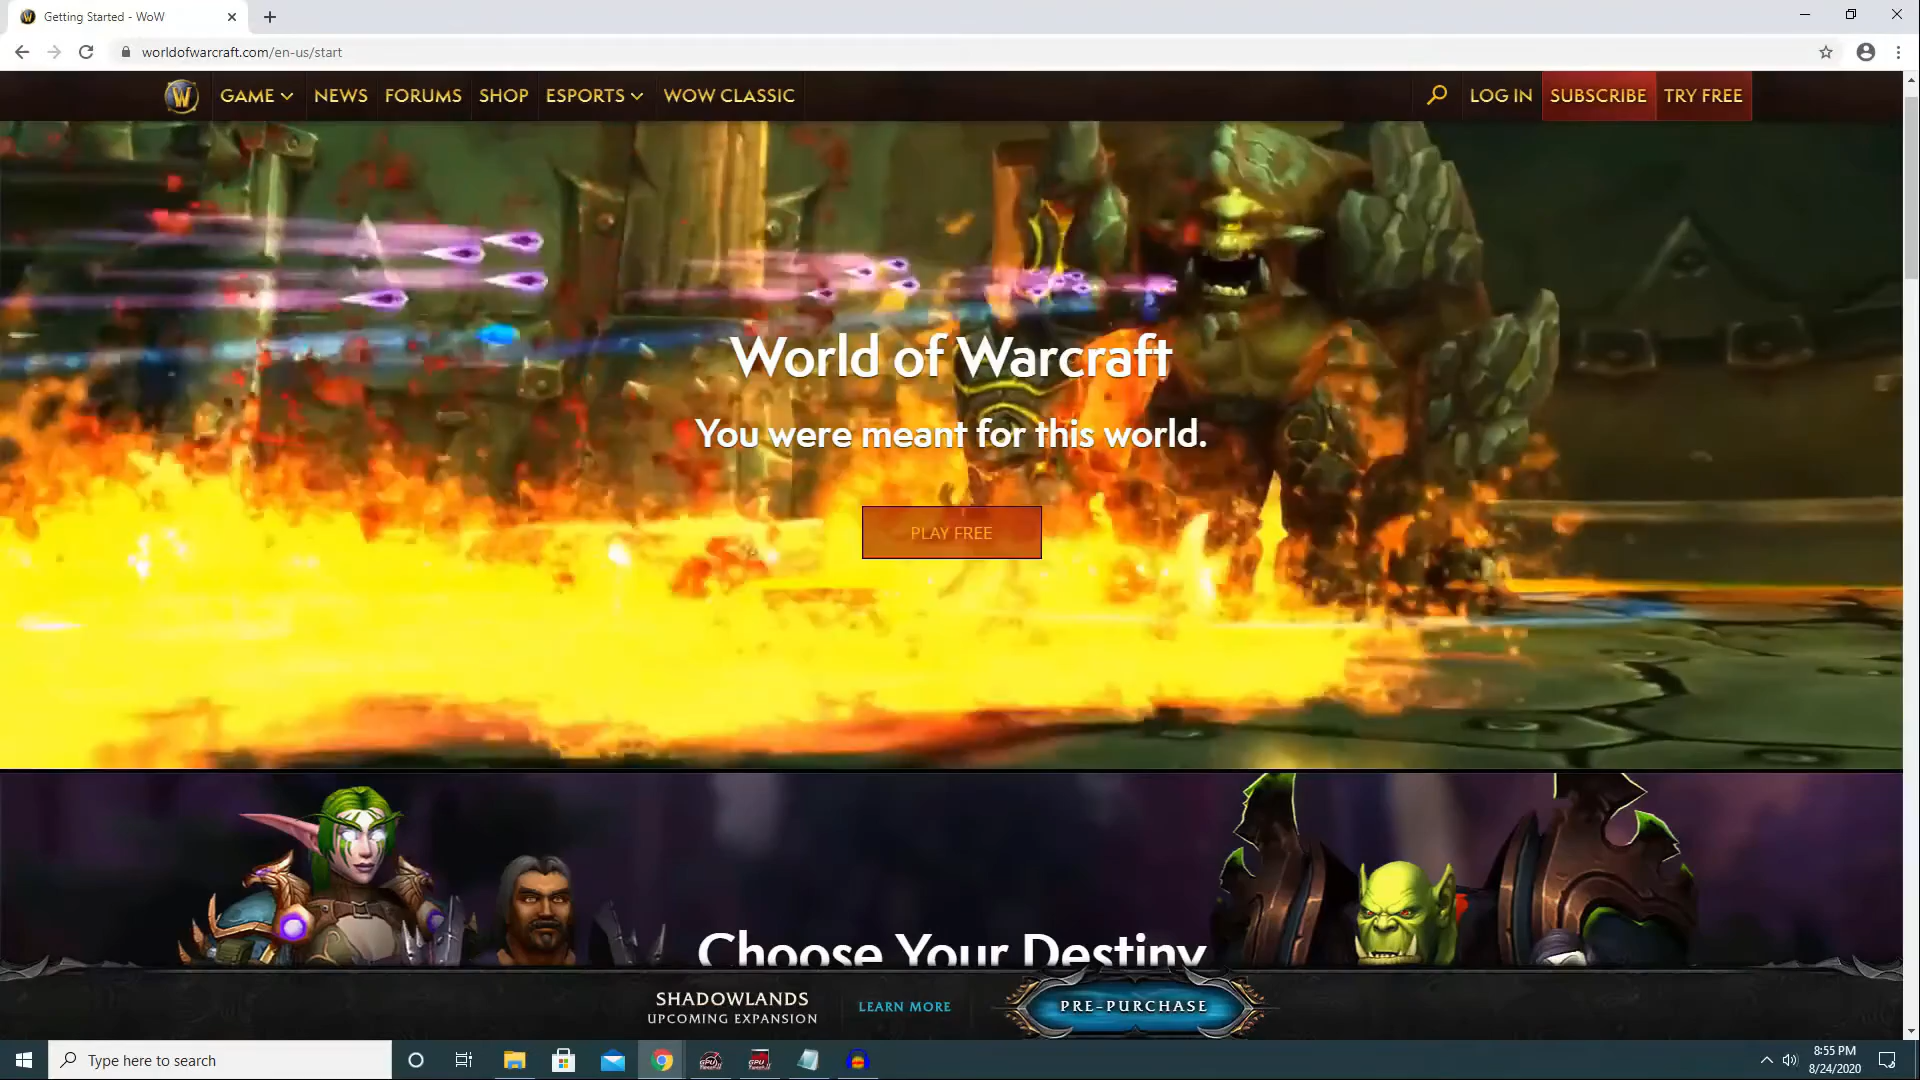 Getting Started - WoW
worldofwarcraft.com/en-us/start
GAME NEWS FORUMS SHOP ESPORTS WOW CLASSIC LOG IN SUBSCRIBE TRY FREE
World of Warcraft
You were meant for this world.
PLAY FREE
Choose Your Destiny
SHADOWLANDS
UPCOMING EXPANSION
LEARN MORE
PRE-PURCHASE
Type here to search
8:55 PM
8/24/2020